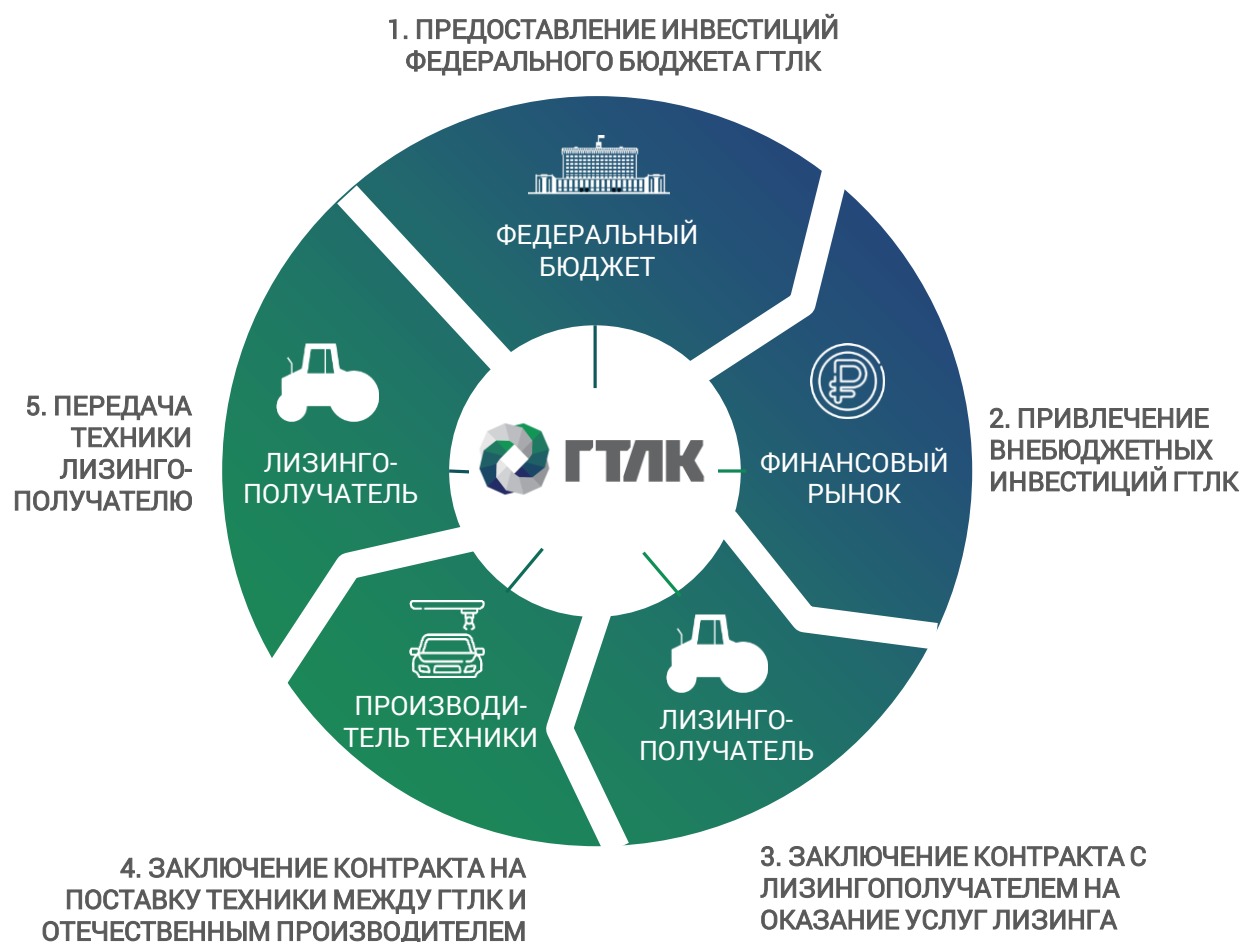 1. ПРЕДОСТАВЛЕНИЕ ИНВЕСТИЦИЙ
ФЕДЕРАЛЬНОГО БЮДЖЕТА ГТЛК
ФЕДЕРАЛЬНЫЙ
БЮДЖЕТ
ФИНАНСОВЫЙ
РЫНОК
2. ПРИВЛЕЧЕНИЕ
ВНЕБЮДЖЕТНЫХ
ИНВЕСТИЦИЙ ГТЛК
ГТЛК
ЛИЗИНГО-
ПОЛУЧАТЕЛЬ
3. ЗАКЛЮЧЕНИЕ КОНТРАКТА С
ЛИЗИНГОПОЛУЧАТЕЛЕМ НА
ОКАЗАНИЕ УСЛУГ ЛИЗИНГА
ПРОИЗВОДИ-
ТЕЛЬ ТЕХНИКИ
4. ЗАКЛЮЧЕНИЕ КОНТРАКТА НА
ПОСТАВКУ ТЕХНИКИ МЕЖДУ ГТЛК И
ОТЕЧЕСТВЕННЫМ ПРОИЗВОДИТЕЛЕМ
ЛИЗИНГО-
ПОЛУЧАТЕЛЬ
5. ПЕРЕДАЧА
ТЕХНИКИ
ЛИЗИНГО-
ПОЛУЧАТЕЛЮ